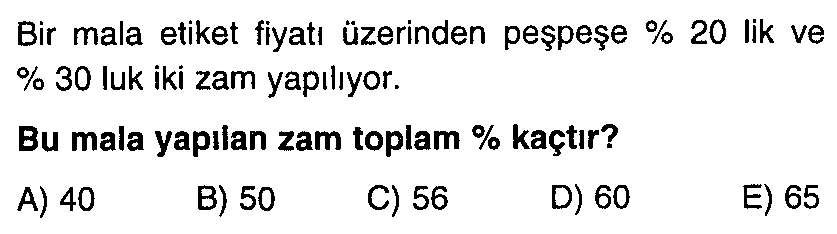 Bir mala etiket fiyatı üzerinden peşpeşe % 20 lik ve
% 30 luk iki zam yapılıyor.
Bu mala yapılan zam toplam % kaçtır?
A) 40 B) 50 C) 56 D) 60 E) 65